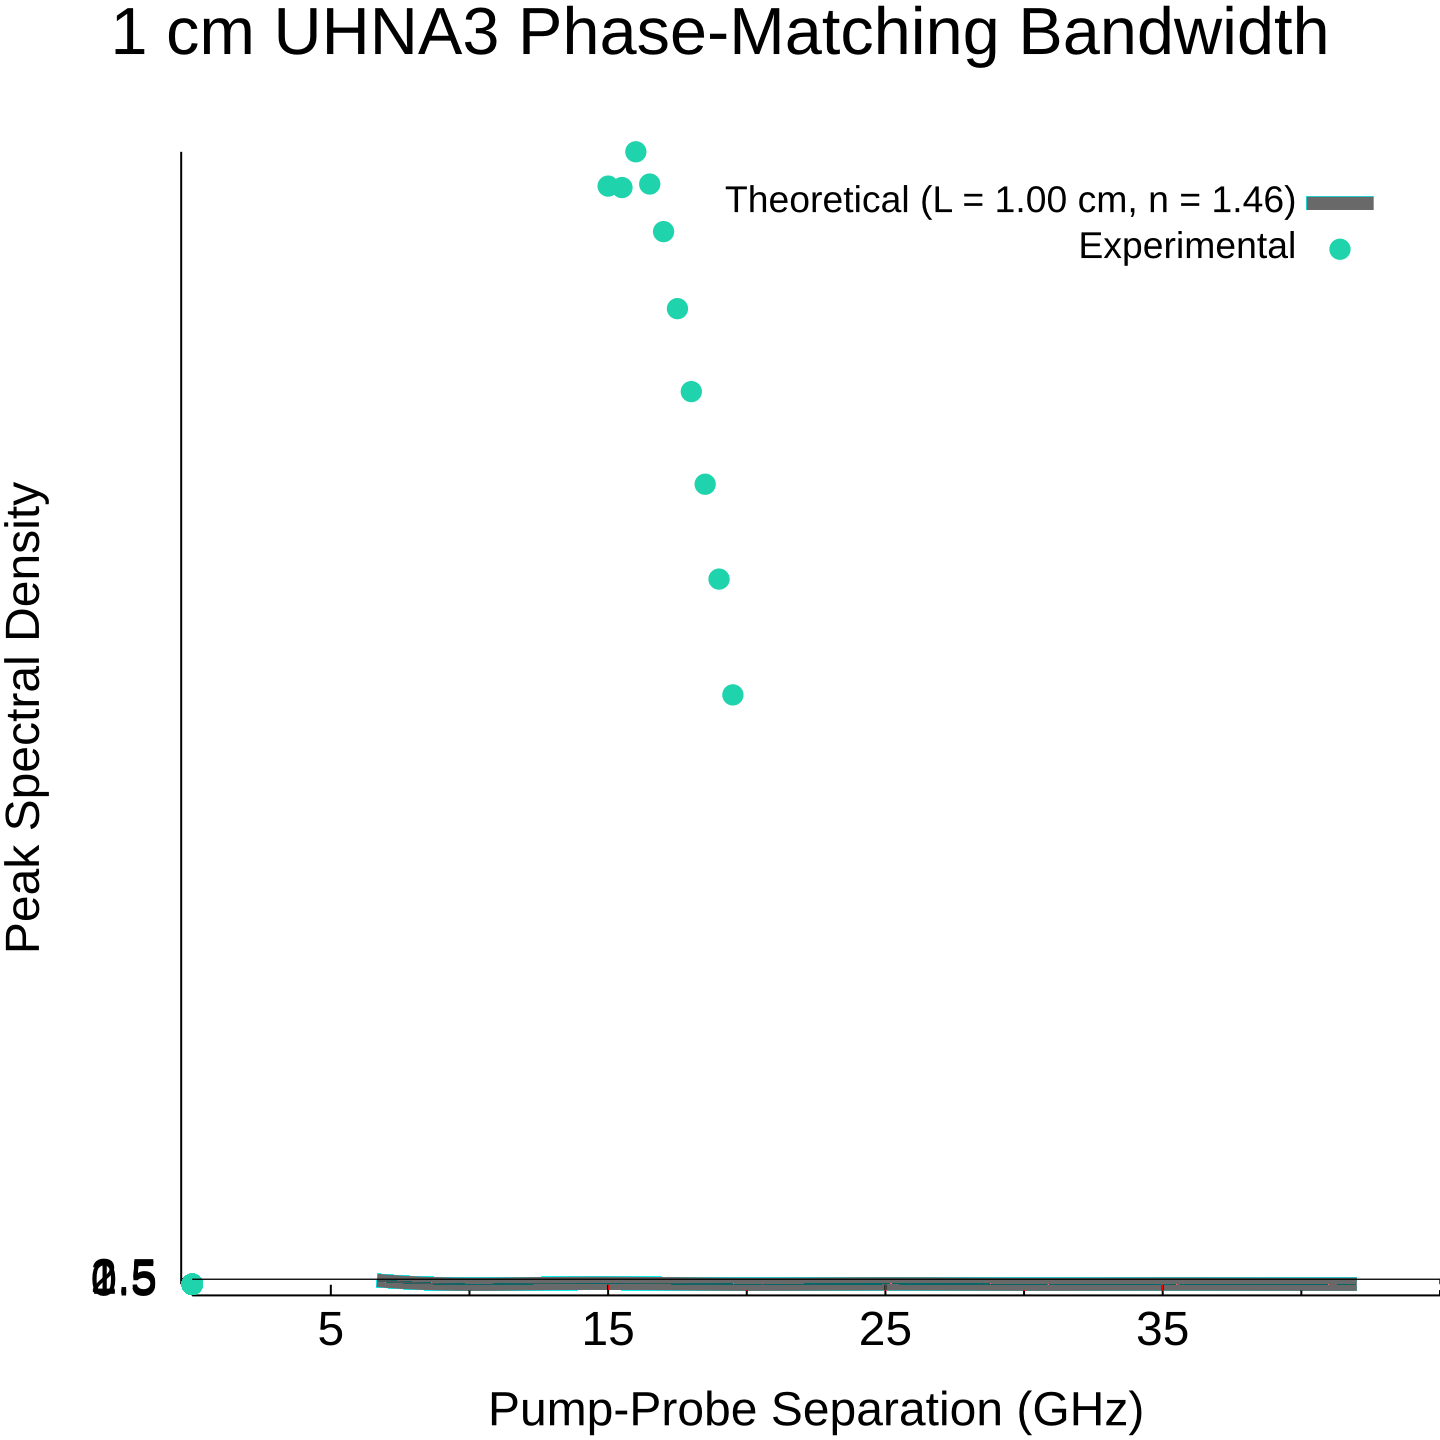 1 cm UHNA3 Phase-Matching Bandwidth
Theoretical (L = 1.00 cm, n = 1.46)
Experimental
Peak Spectral Density
5 15 25 35
Pump-Probe Separation (GHz)